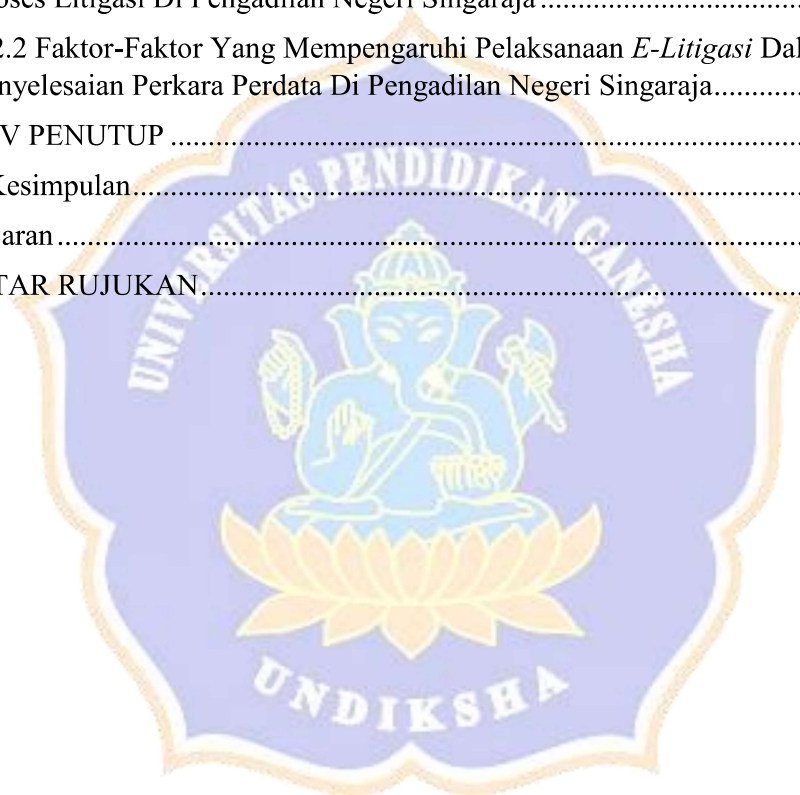 oses Litigasi Di Pengadilan Negeri Singaraja........................................
2.2 Faktor-Faktor Yang Mempengaruhi Pelaksanaan E-Litigasi Dal
nyelesaian Perkara Perdata Di Pengadilan Negeri Singaraja............
V PENUTUP ................................................................................
Kesimpulan....................................................................................
aran..............................................................................................
TAR RUJUKAN............................................................................
UNIVERSITAS PENDIDIKAN GANESHA
UNDIKSHA